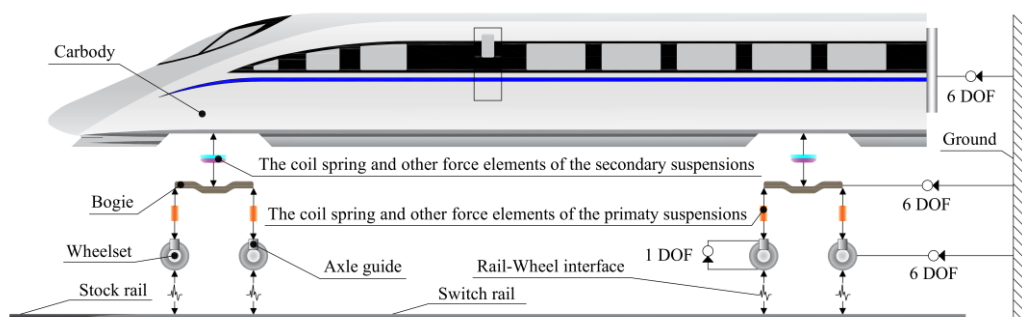 Carbody
6 DOF
Ground
The coil spring and other force elements of the secondary suspensions
Bogie
The coil spring and other force elements of the primaty suspensions
6 DOF
Wheelset
Axle guide
1 DOF
Rail-Wheel interface
6 DOF
Stock rail
Switch rail